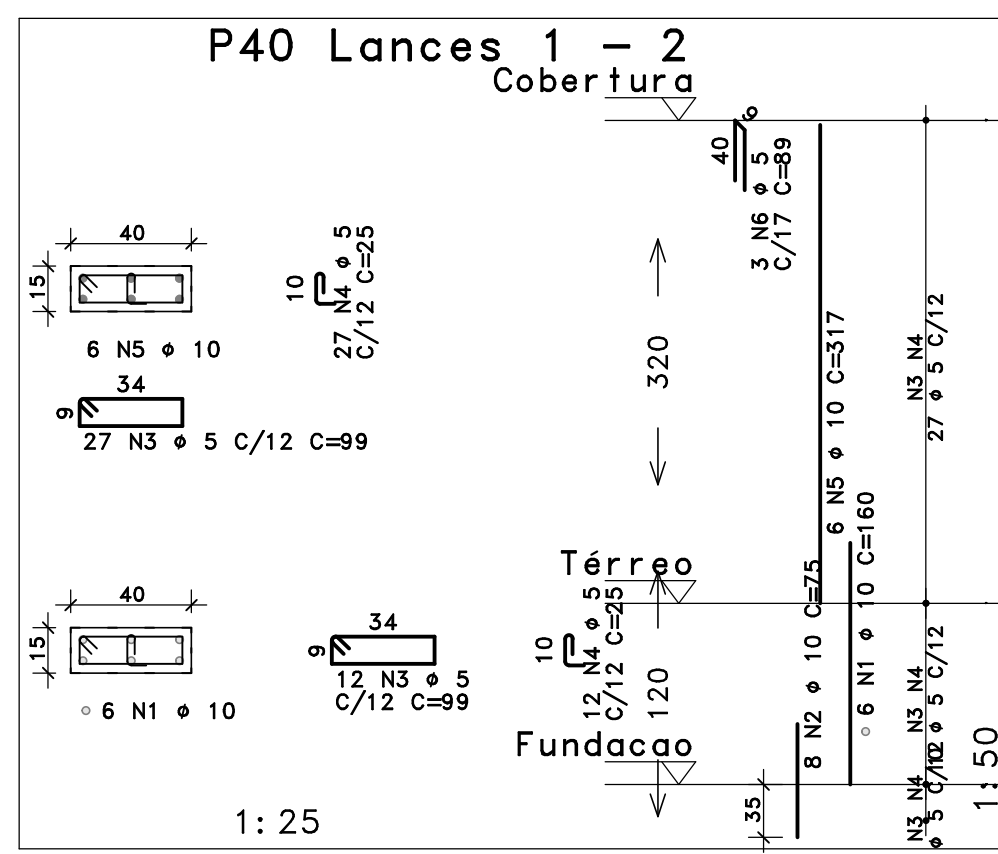 P40 Lances 1 - 2
Cobertura
9
40
3 N6 ø 5
C/17 C=89
40
15
6 N5 ø 10
10
27 N4 ø 5
C/12 C=25
34
9
27 N3 ø 5 C/12 C=99
320
6 N5 ø 10 C=317
N3 N4
27 ø 5 C/12
Térreo
40
15
6 N1 ø 10
34
9
12 N3 ø 5
C/12 C=99
10
12 N4 ø 5
C/12 C=25
120
8 N2 ø 10 C=75
6 N1 ø 10 C=160
N3 N4
ø 5 C/12
Fundacao
35
N3 N4
ø 5
1:25
1:50